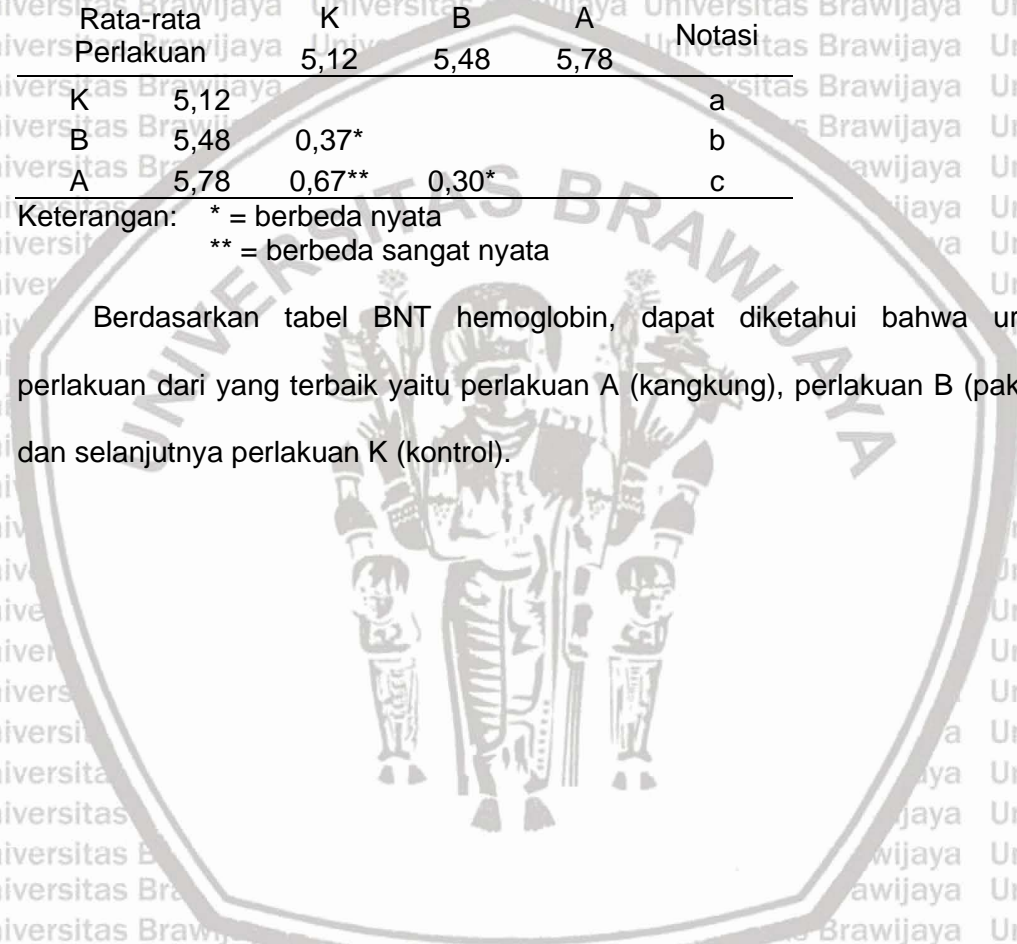 Rata-rata Perlakuan K B A Notasi
5,12 5,48 5,78
K 5,12 a
B 5,48 0,37* b
A 5,78 0,67** 0,30* c
Keterangan: * = berbeda nyata
** = berbeda sangat nyata
Berdasarkan tabel BNT hemoglobin, dapat diketahui bahwa
perlakuan dari yang terbaik yaitu perlakuan A (kangkung), perlakuan B
dan selanjutnya perlakuan K (kontrol).
UNIVERSITAS BRAWIJAYA